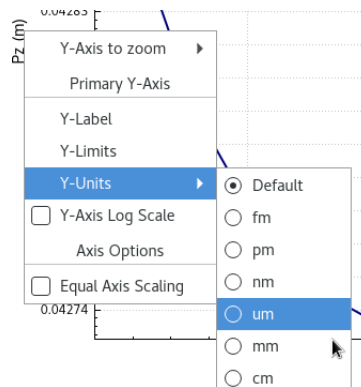 0.04283
Pz (m)
Y-Axis to zoom
Primary Y-Axis
Y-Label
Y-Limits
Y-Units
Y-Axis Log Scale
Axis Options
Equal Axis Scaling
0.04274
Default
fm
pm
nm
um
mm
cm